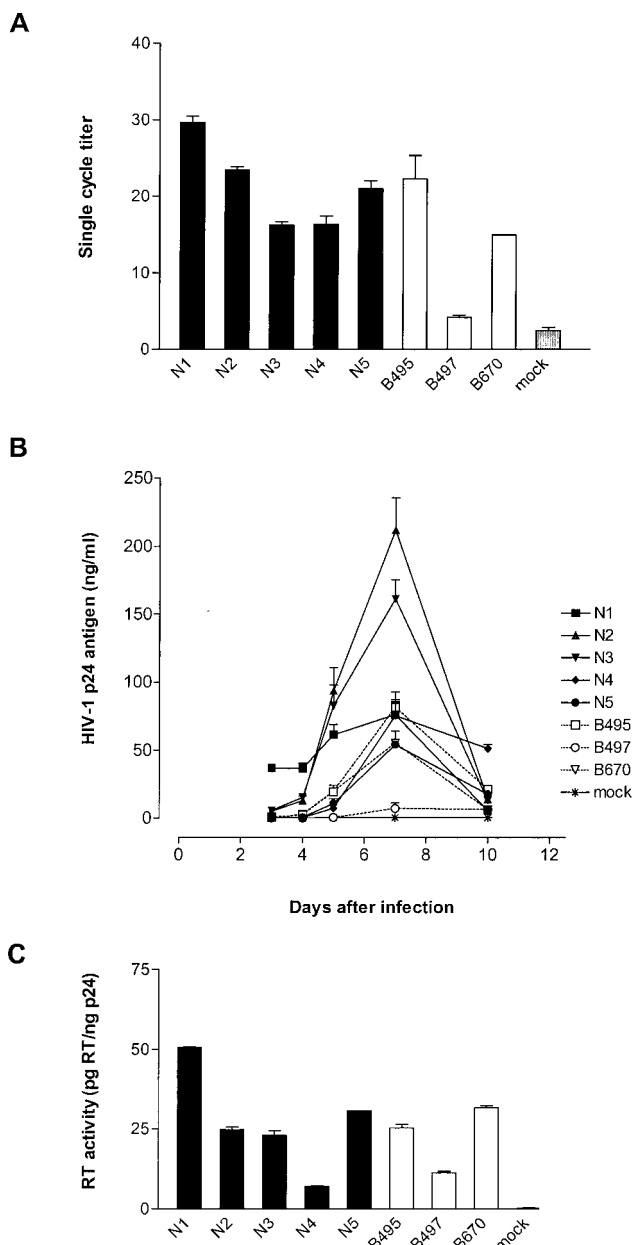 A
Single cycle titer
40
30
20
10
0
N1 N2 N3 N4 N5 B495 B497 B670 mock
B
HIV-1 p24 antigen (ng/ml)
250
200
150
100
50
0
0 2 4 6 8 10 12
Days after infection
N1
N2
N3
N4
N5
B495
B497
B670
mock
C
RT activity (pg RT/ng p24)
75
50
25
0
N1 N2 N3 N4 N5 B495 B497 B670 mock